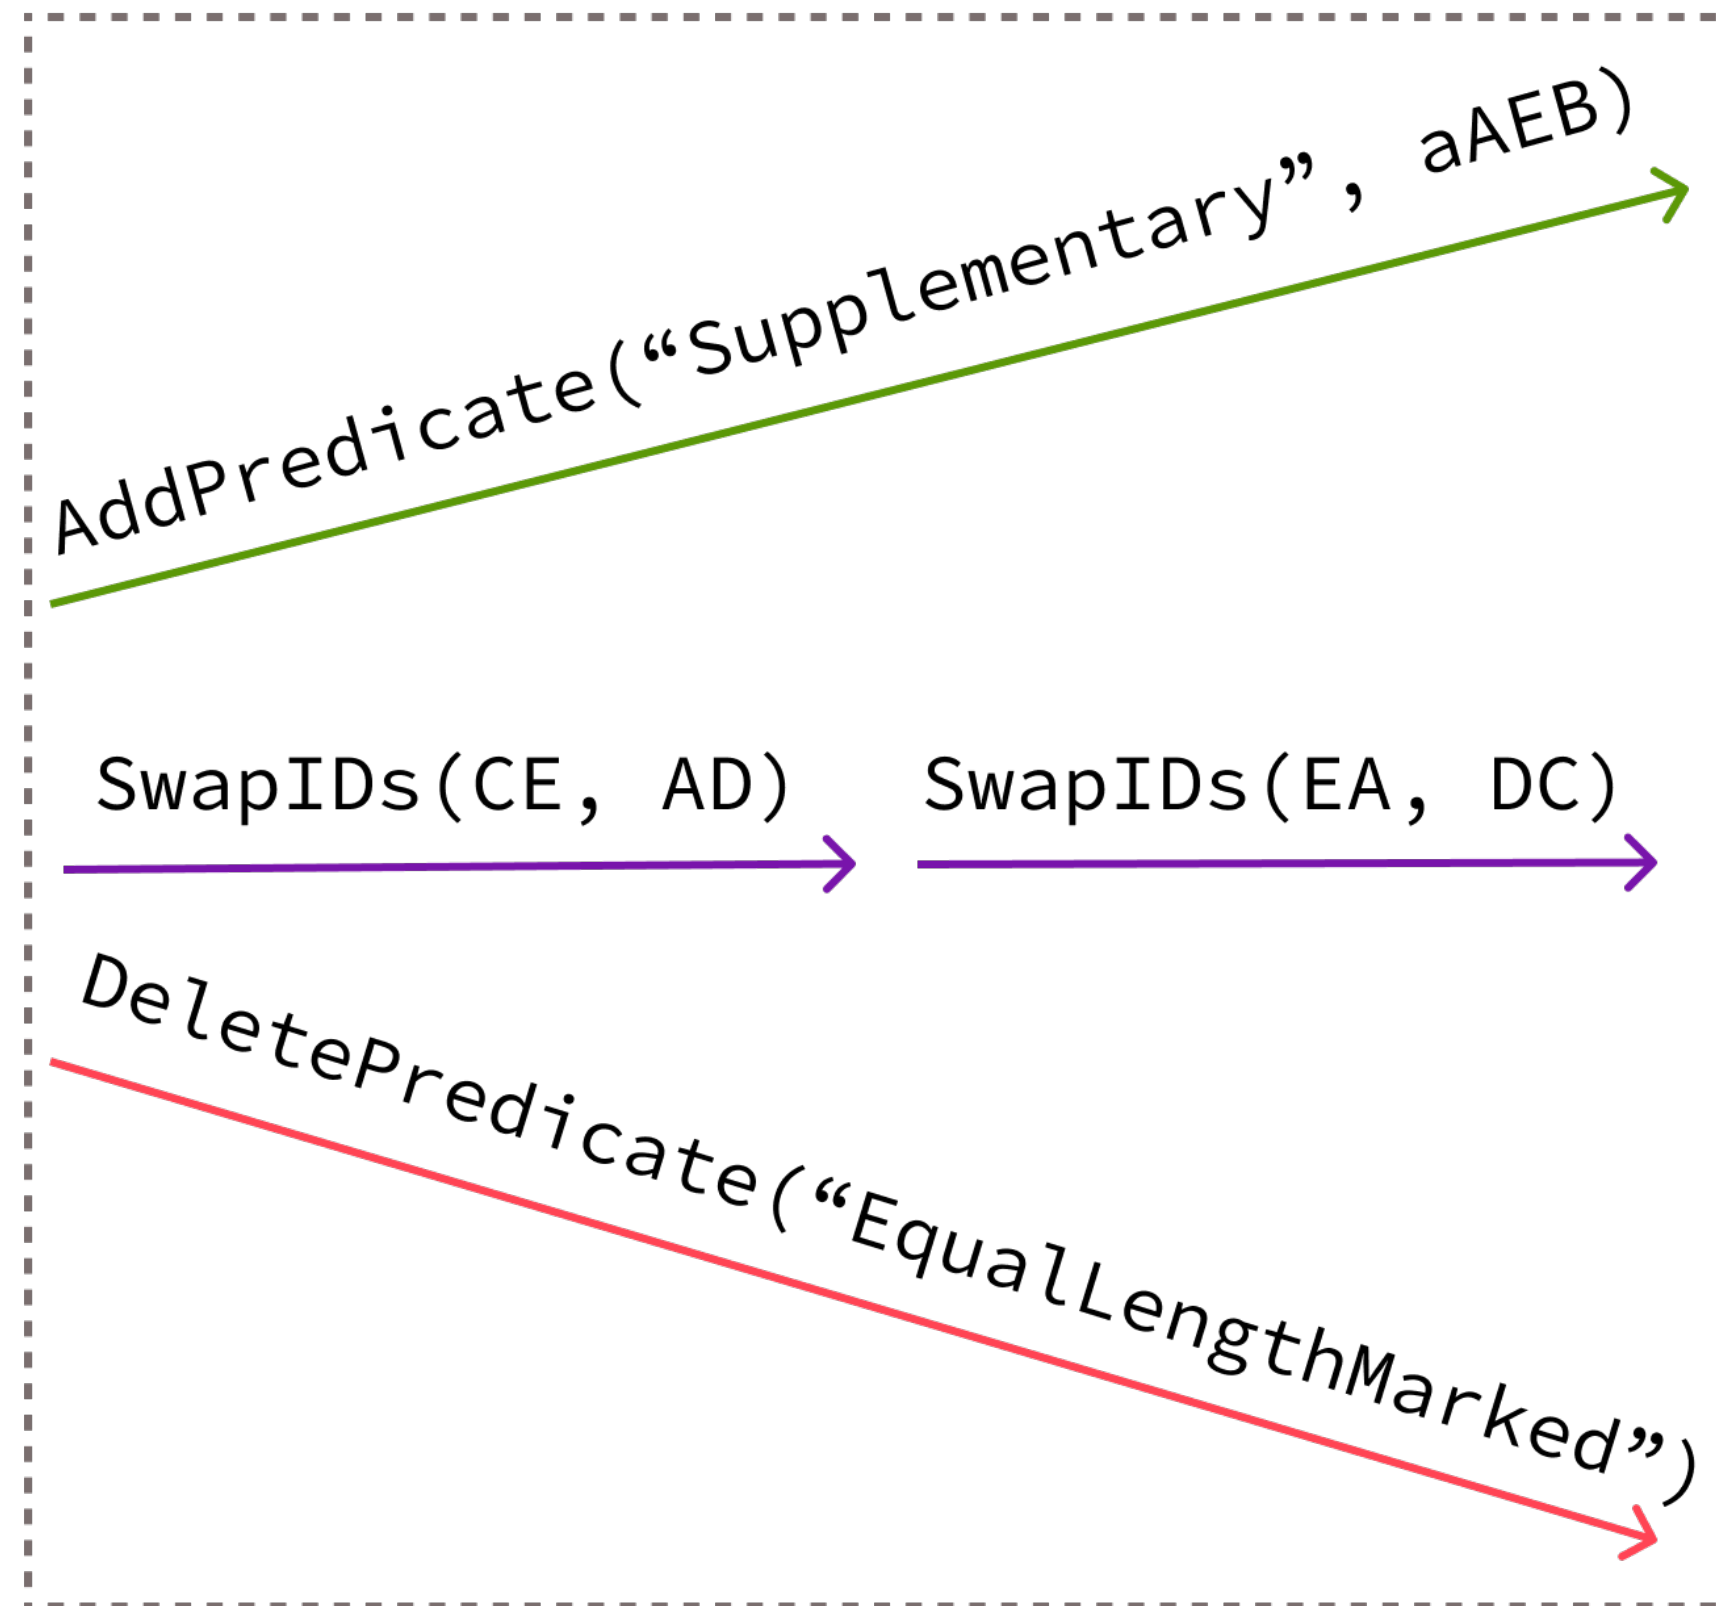 AddPredicate(“Supplementary”, aAEB)
SwapIDs(CE, AD)
SwapIDs(EA, DC)
DeletePredicate(“EqualLengthMarked”)